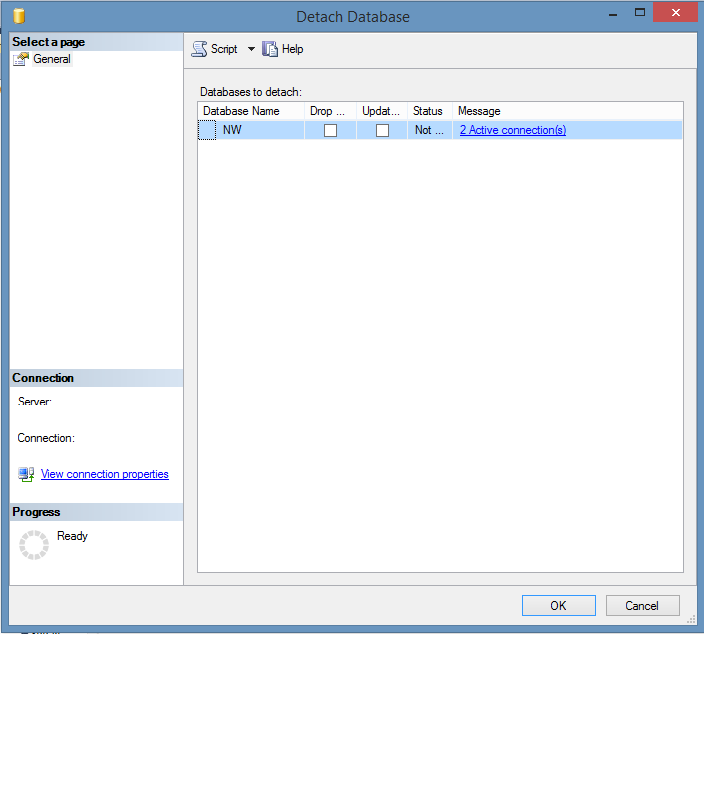 Detach Database
Select a page
General
Script
Help
Databases to detach:
Database Name Drop ... Updat... Status Message
NW Not ... 2 Active connection(s)
Connection
Server:
Connection:
View connection properties
Progress
Ready
OK Cancel